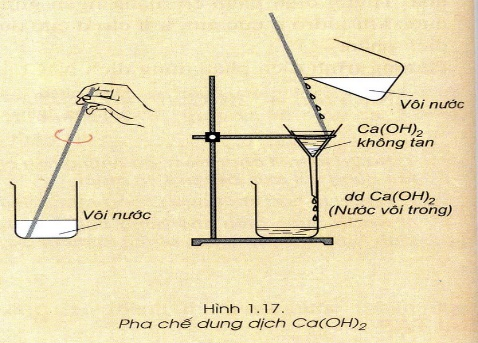 Vôi nước
Vôi nước
Ca(OH)2
không tan
dd Ca(OH)2
(Nước vôi trong)
Hình 1.17.
Pha chế dung dịch Ca(OH)2